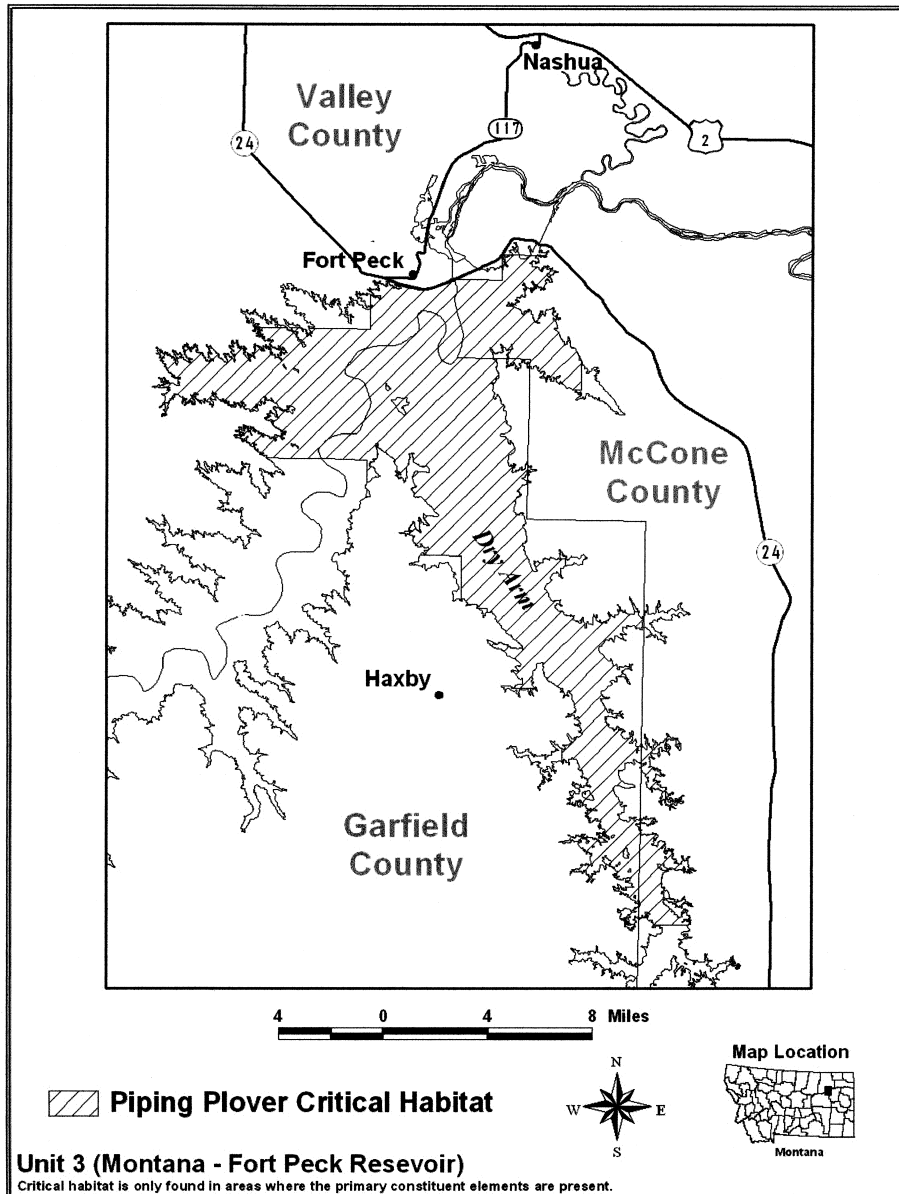 Nashua
Valley
County
117
2
24
Fort Peck
McCone
County
Dry Arm
24
Haxby
Garfield
County
4 0 4 8 Miles
N
W E
S
Map Location
Montana
Piping Plover Critical Habitat
Unit 3 (Montana - Fort Peck Resevoir)
Critical habitat is only found in areas where the primary constituent elements are present.